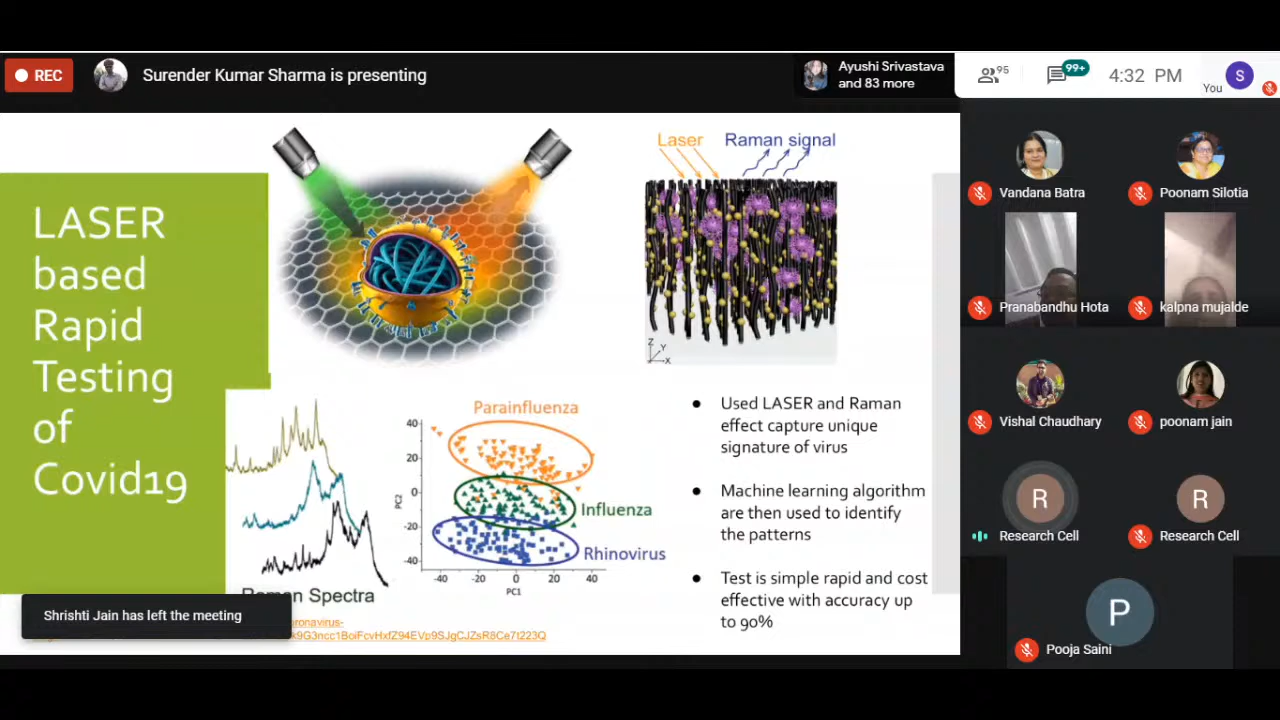 REC
Surender Kumar Sharma is presenting
Ayushi Srivastava
and 83 more
95
99+
4:32 PM
You
S
LASER
based
Rapid
Testing
of
Covid19
Laser
Raman signal
Z
Y
X
Parainfluenza
Influenza
Rhinovirus
40
20
0
-20
-40
PC2
-40
-20
0
20
40
PC1
Spectra
Used LASER and Raman
effect capture unique
signature of virus
Machine learning algorithm
are then used to identify
the patterns
Test is simple rapid and cost
effective with accuracy up
to 90%
Shrishti Jain has left the meeting
ronavirus-
k9G3ncc1BoiFcvHxfZ94EVp9SJgCJZsR8Ce7t223Q
Vandana Batra
Poonam Silotia
Pranabandhu Hota
kalpna mujalde
Vishal Chaudhary
poonam jain
R
Research Cell
R
Research Cell
P
Pooja Saini